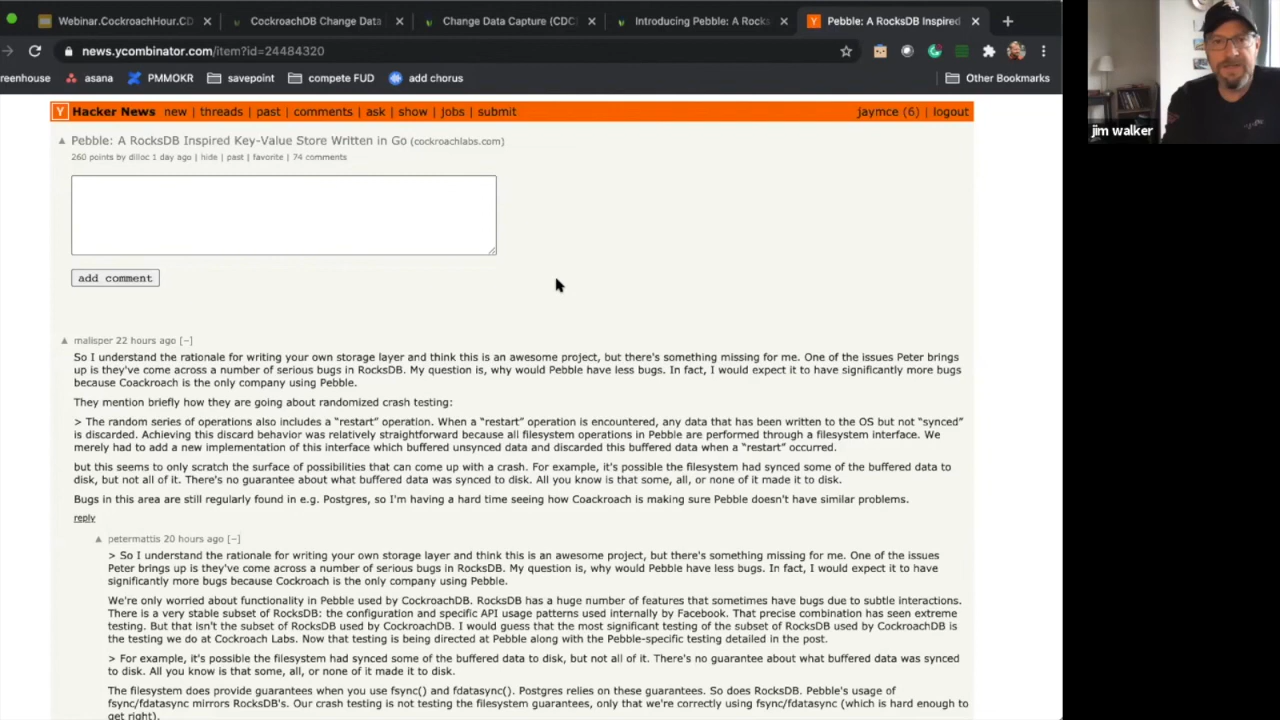 Webinar.CockroachHour.CD
CockroachDB Change Data
Change Data Capture (CDC
Introducing Pebble: A Rocks
Pebble: A RocksDB Inspired
news.ycombinator.com/item?id=24484320
reenhouse
asana
PMMOKR
savepoint
compete FUD
add chorus
Other Bookmarks
jim walker
Y Hacker News new | threads | past | comments | ask | show | jobs | submit
jaymce (6) | logout
Pebble: A RocksDB Inspired Key-Value Store Written in Go (cockroachlabs.com)
260 points by dilloc 1 day ago | hide | past | favorite | 74 comments
add comment
malisper 22 hours ago [–]
So I understand the rationale for writing your own storage layer and think this is an awesome project, but there's something missing for me. One of the issues Peter brings
up is they've come across a number of serious bugs in RocksDB. My question is, why would Pebble have less bugs. In fact, I would expect it to have significantly more bugs
because Coackroach is the only company using Pebble.
They mention briefly how they are going about randomized crash testing:
> The random series of operations also includes a “restart” operation. When a “restart” operation is encountered, any data that has been written to the OS but not “synced”
is discarded. Achieving this discard behavior was relatively straightforward because all filesystem operations in Pebble are performed through a filesystem interface. We
merely had to add a new implementation of this interface which buffered unsynced data and discarded this buffered data when a “restart” occurred.
but this seems to only scratch the surface of possibilities that can come up with a crash. For example, it's possible the filesystem had synced some of the buffered data to
disk, but not all of it. There's no guarantee about what buffered data was synced to disk. All you know is that some, all, or none of it made it to disk.
Bugs in this area are still regularly found in e.g. Postgres, so I'm having a hard time seeing how Coackroach is making sure Pebble doesn't have similar problems.
reply
petermattis 20 hours ago [–]
> So I understand the rationale for writing your own storage layer and think this is an awesome project, but there's something missing for me. One of the issues
Peter brings up is they've come across a number of serious bugs in RocksDB. My question is, why would Pebble have less bugs. In fact, I would expect it to have
significantly more bugs because Cockroach is the only company using Pebble.
We're only worried about functionality in Pebble used by CockroachDB. RocksDB has a huge number of features that sometimes have bugs due to subtle interactions.
There is a very stable subset of RocksDB: the configuration and specific API usage patterns used internally by Facebook. That precise combination has seen extreme
testing. But that isn't the subset of RocksDB used by CockroachDB. I would guess that the most significant testing of the subset of RocksDB used by CockroachDB is
the testing we do at Cockroach Labs. Now that testing is being directed at Pebble along with the Pebble-specific testing detailed in the post.
> For example, it's possible the filesystem had synced some of the buffered data to disk, but not all of it. There's no guarantee about what buffered data was synced
to disk. All you know is that some, all, or none of it made it to disk.
The filesystem does provide guarantees when you use fsync() and fdatasync(). Postgres relies on these guarantees. So does RocksDB. Pebble's usage of
fsync/fdatasync mirrors RocksDB's. Our crash testing is not testing the filesystem guarantees, only that we're correctly using fsync/fdatasync (which is hard enough to
get right).